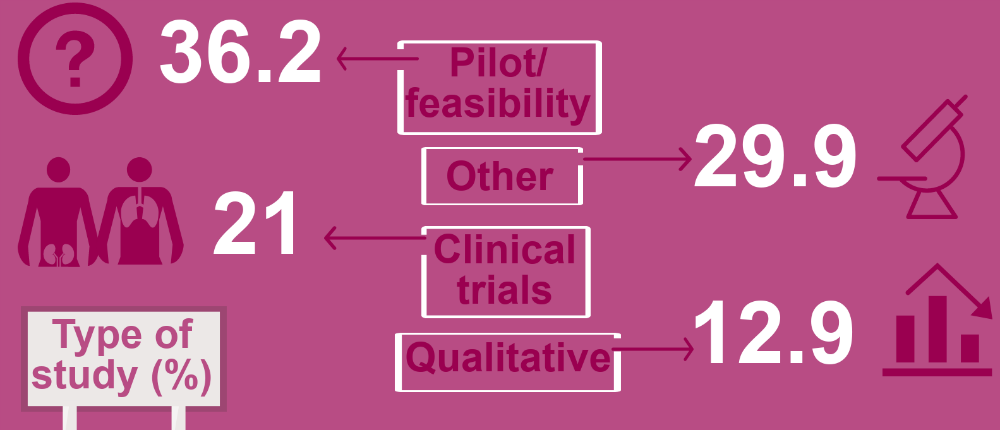 ?
36.2
Pilot/
feasibility
Other
29.9
21
Clinical
trials
Qualitative
12.9
Type of
study (%)